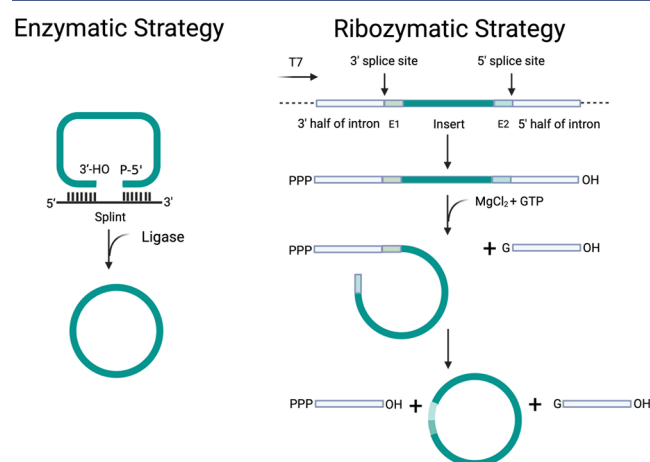 Enzymatic Strategy
Ribozymatic Strategy
3'-HO P-5'
5' 3'
Splint
Ligase
T7
3' splice site 5' splice site
3' half of intron E1 Insert E2 5' half of intron
PPP OH
MgCl₂ + GTP
PPP + G OH
PPP OH + + G OH